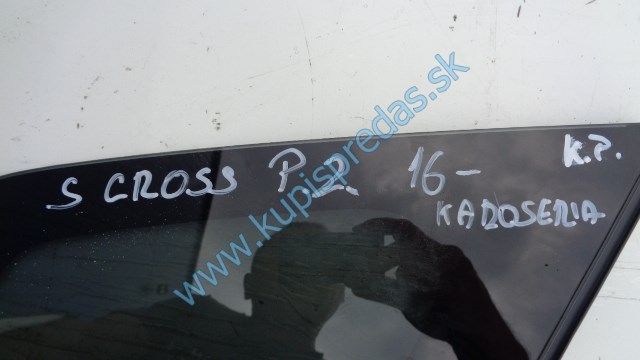 S CROSS P.Z 16- K.P.
KAROSERIA
www.kupispredas.sk